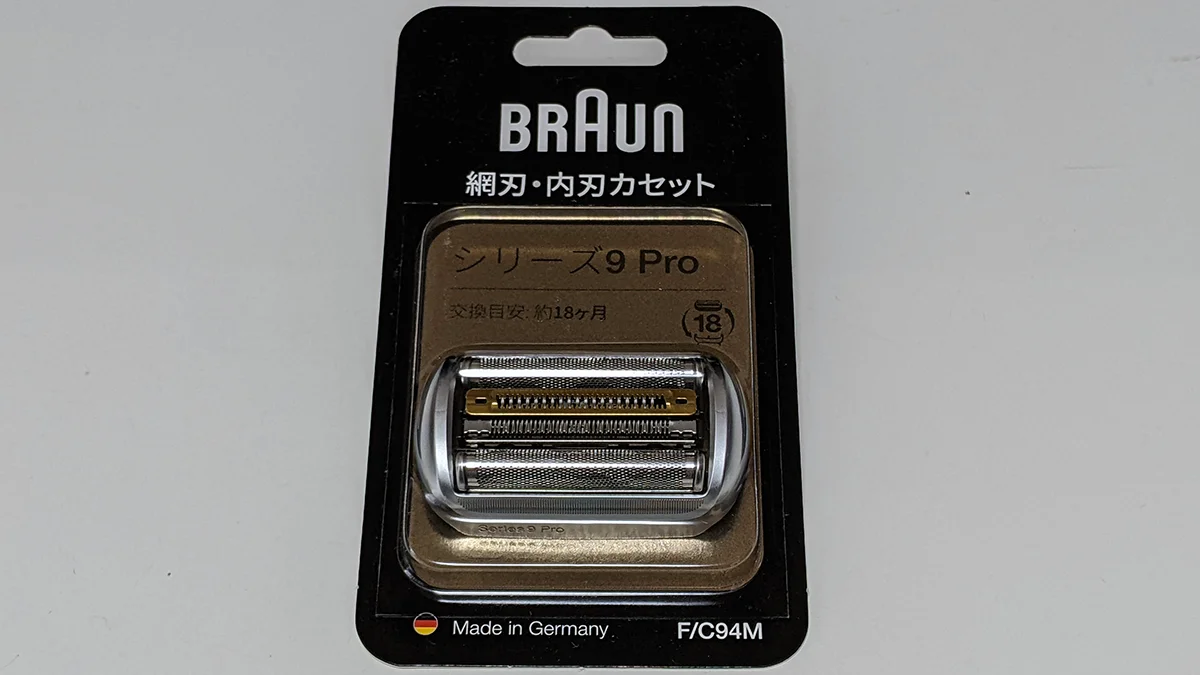 BRAUN
網刃・内刃カセット
シリーズ9 Pro
交換目安: 約18ヶ月
18
Series 9 Pro
Made in Germany
F/C94M